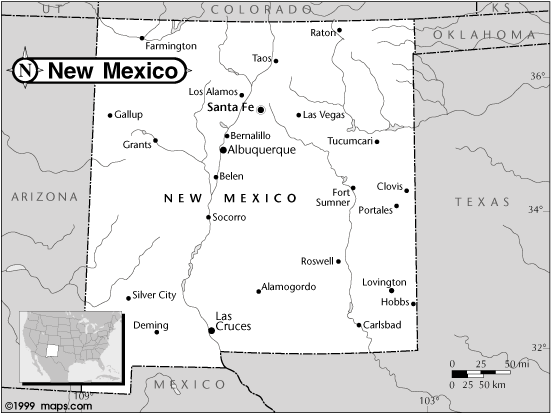 UT
COLORADO
KS
OKLAHOMA
Farmington
Raton
Taos
N
New Mexico
36°
Los Alamos
Santa Fe
Gallup
Las Vegas
Bernalillo
Grants
Albuquerque
Tucumcari
Belen
ARIZONA
NEW MEXICO
Fort
Sumner
Clovis
TEXAS
Portales
34°
Socorro
Roswell
Lovington
Alamogordo
Silver City
Hobbs
Las
Cruces
Deming
Carlsbad
32°
0 25 50 mi
0 25 50 km
MEXICO
109°
103°
©1999 maps.com